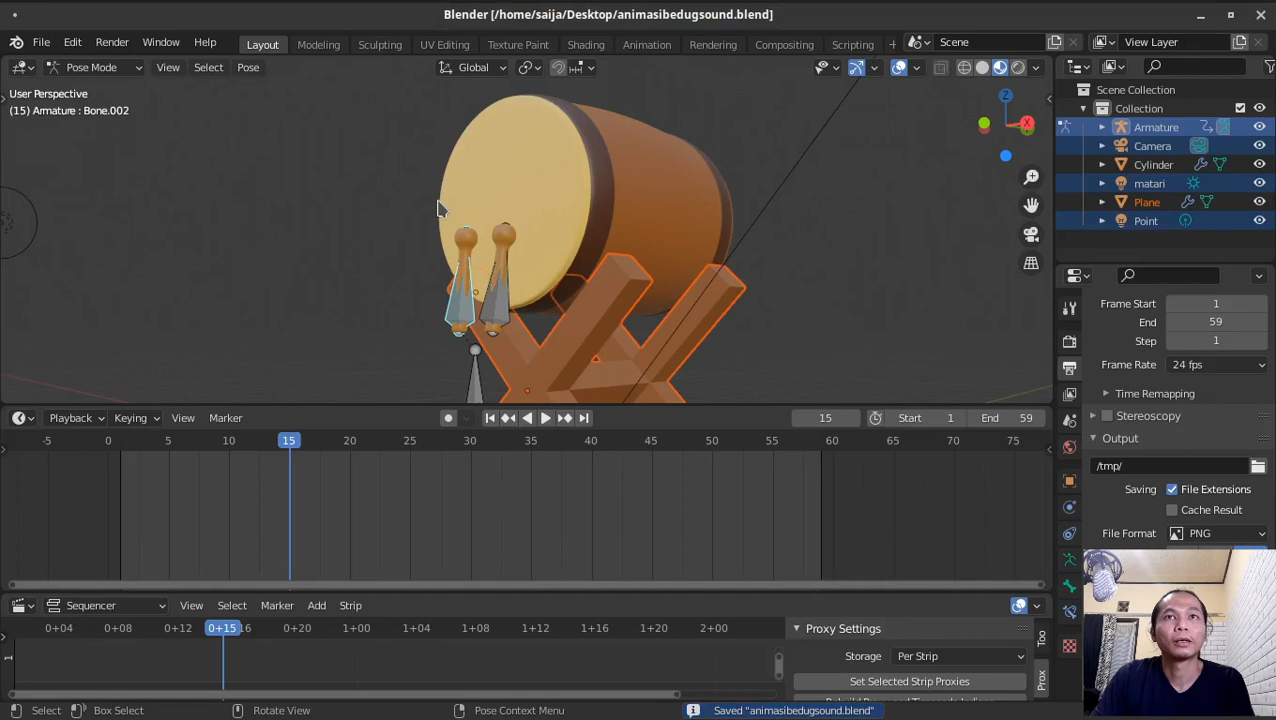 Blender [/home/saija/Desktop/animasibedugsound.blend]
File Edit Render Window Help
Layout Modeling Sculpting UV Editing Texture Paint Shading Animation Rendering Compositing Scripting
Scene
View Layer
Pose Mode View Select Pose
Global
User Perspective
(15) Armature : Bone.002
Z
X
Scene Collection
Collection
Armature
Camera
Cylinder
matari
Plane
Point
Frame Start 1
End 59
Step 1
Frame Rate 24 fps
Time Remapping
Stereoscopy
Output
/tmp/
Saving File Extensions
Cache Result
File Format PNG
Playback Keying View Marker
15
Start 1
End 59
-5 0 5 10 15 20 25 30 35 40 45 50 55 60 65 70 75
Sequencer View Select Marker Add Strip
0+04 0+08 0+12 0+15 16 0+20 1+00 1+04 1+08 1+12 1+16 1+20 2+00
1
Proxy Settings
Storage Per Strip
Set Selected Strip Proxies
Too
Prox
Select Box Select Rotate View Pose Context Menu
Saved "animasibedugsound.blend"